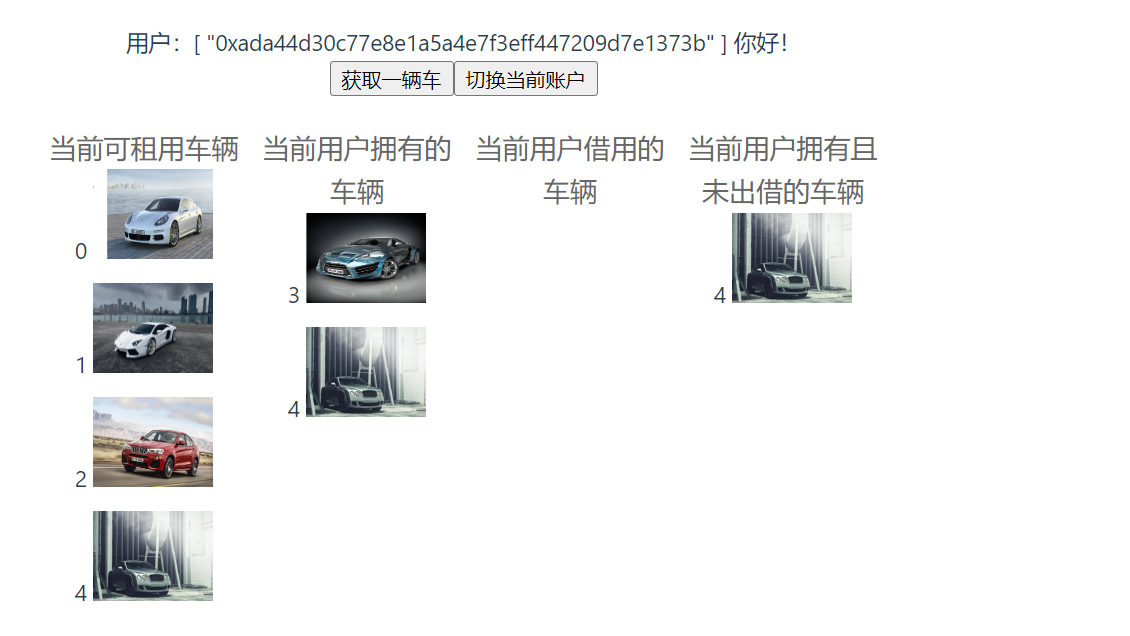 用户：[ "0xada44d30c77e8e1a5a4e7f3eff447209d7e1373b" ] 你好！
获取一辆车 切换当前账户
当前可租用车辆
0
1
2
4
当前用户拥有的
车辆
3
4
当前用户借用的
车辆
当前用户拥有且
未出借的车辆
4